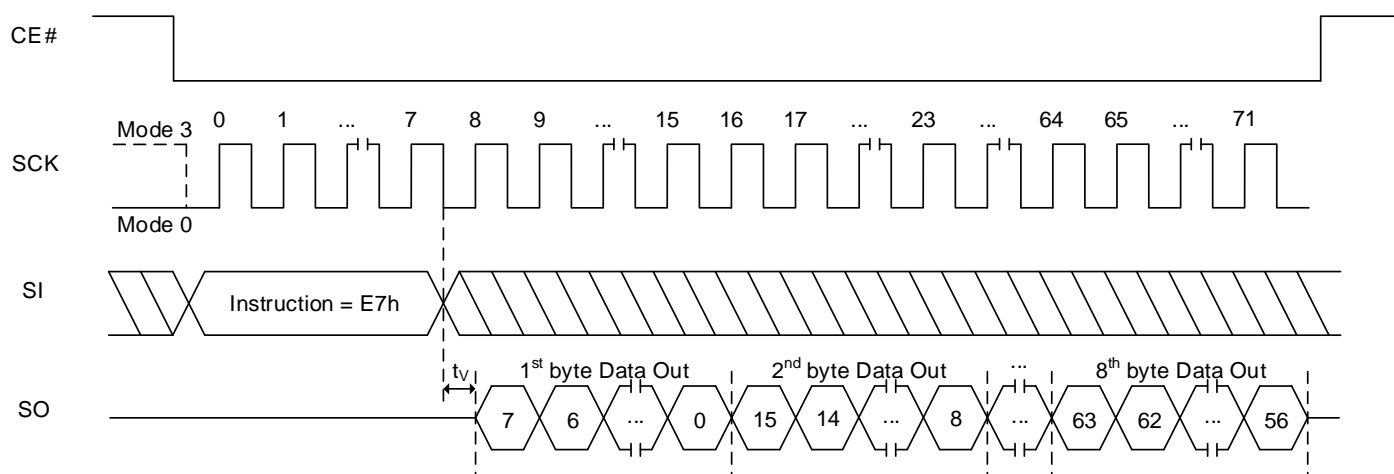 CE#
0 1 ... 7 8 9 ... 15 16 17 ... 23 ... 64 65 ... 71
Mode 3
SCK
Mode 0
SI
Instruction = E7h
tV 1st byte Data Out 2nd byte Data Out ... 8th byte Data Out
SO
7 6 ... 0 15 14 ... 8 ... 63 62 ... 56